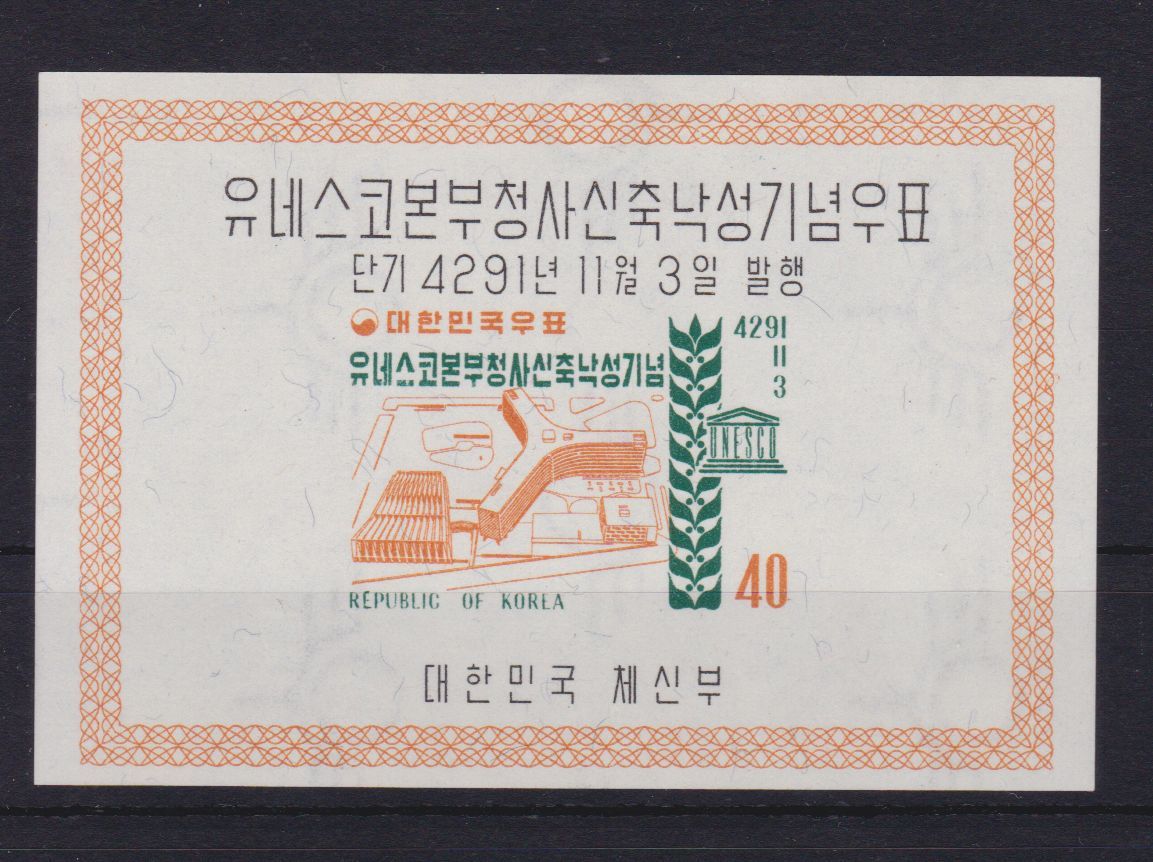 유네스코본부청사신축낙성기념우표
단기 4291년 11월 3일 발행
대한민국우표
4291
11
3
유네스코본부청사신축낙성기념
UNESCO
40
REPUBLIC OF KOREA
대한민국 체신부